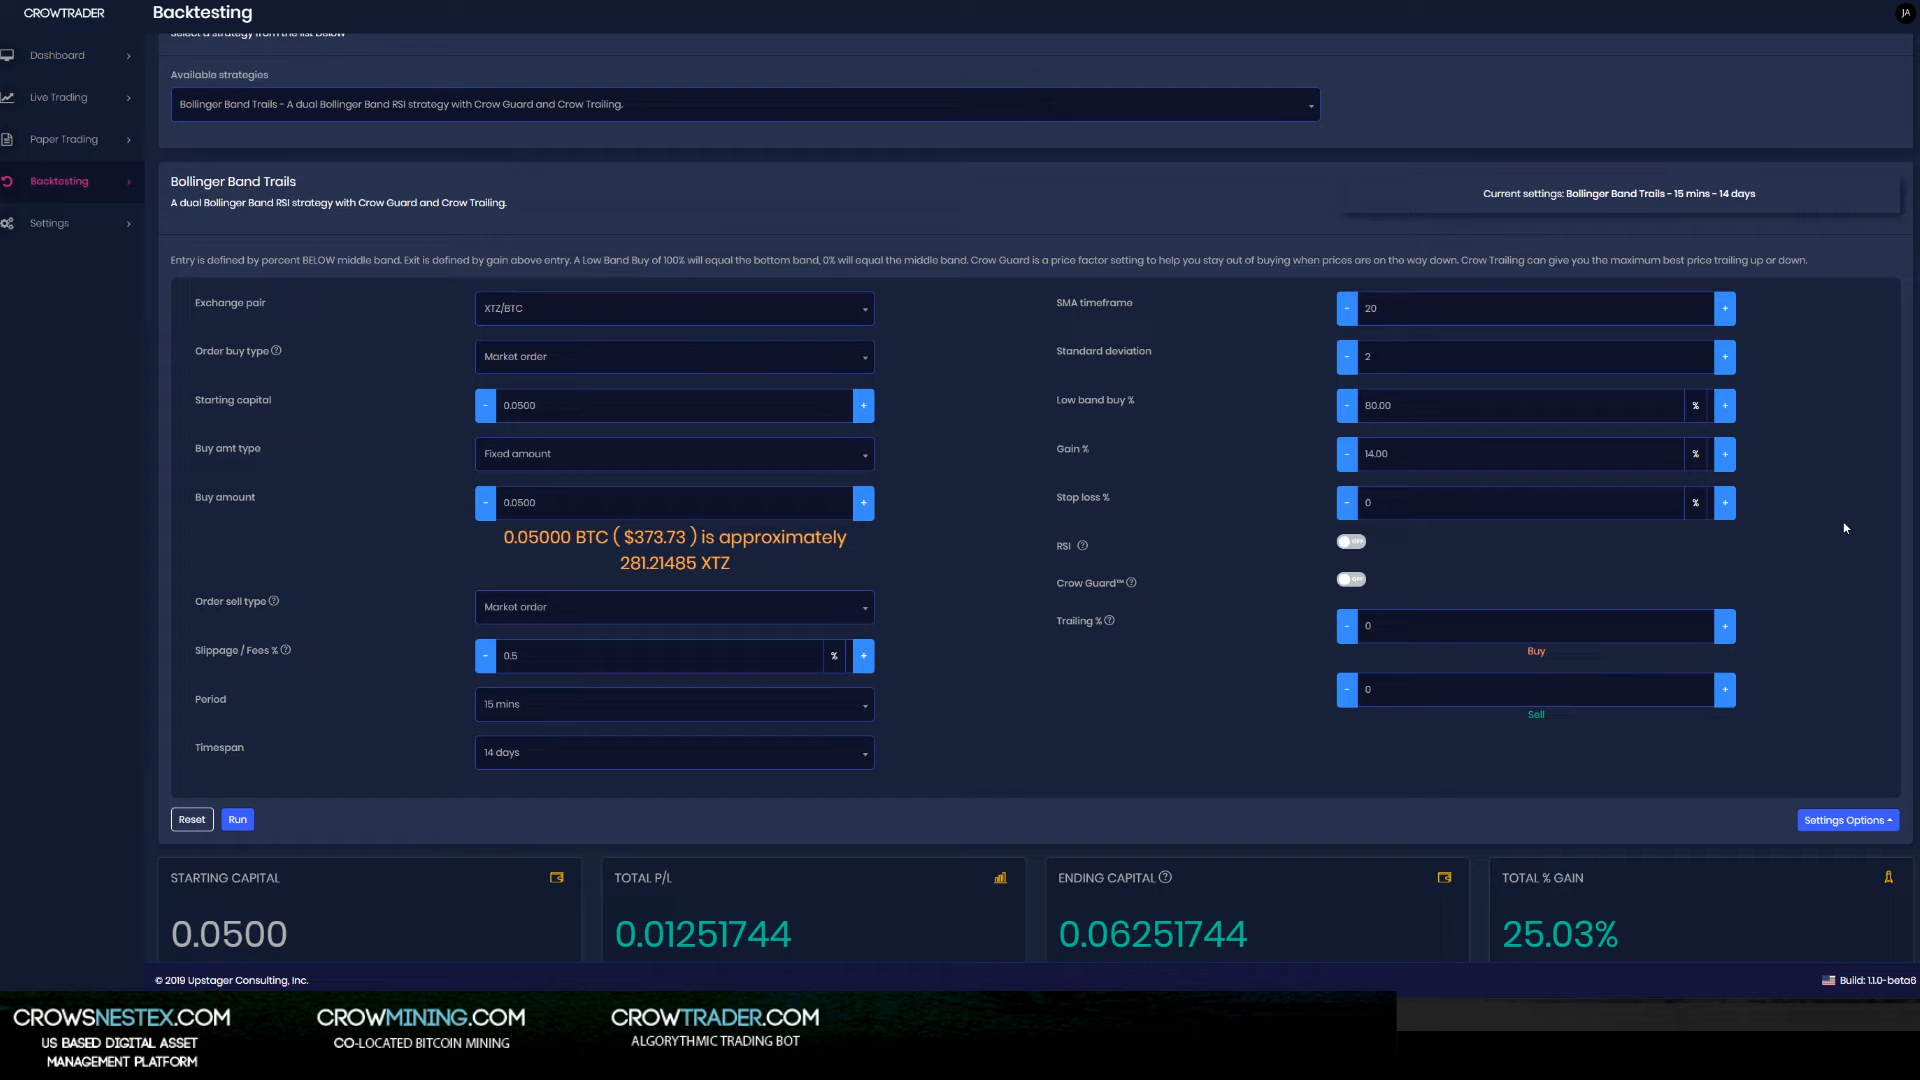 CROWTRADER
Backtesting
JA
Select a strategy from the list below
Dashboard
Live Trading
Paper Trading
Backtesting
Settings
Available strategies
Bollinger Band Trails - A dual Bollinger Band RSI strategy with Crow Guard and Crow Trailing.
Bollinger Band Trails
A dual Bollinger Band RSI strategy with Crow Guard and Crow Trailing.
Current settings: Bollinger Band Trails - 15 mins - 14 days
Entry is defined by percent BELOW middle band. Exit is defined by gain above entry. A Low Band Buy of 100% will equal the bottom band, 0% will equal the middle band. Crow Guard is a price factor setting to help you stay out of buying when prices are on the way down. Crow Trailing can give you the maximum best price trailing up or down.
Exchange pair
XTZ/BTC
Order buy type ?
Market order
Starting capital
- 0.0500 +
Buy amt type
Fixed amount
Buy amount
- 0.0500 +
0.05000 BTC ( $373.73 ) is approximately
281.21485 XTZ
Order sell type ?
Market order
Slippage / Fees % ?
- 0.5 % +
Period
15 mins
Timespan
14 days
SMA timeframe
- 20 +
Standard deviation
- 2 +
Low band buy %
- 80.00 % +
Gain %
- 14.00 % +
Stop loss %
- 0 % +
RSI ?
OFF
Crow Guard™ ?
OFF
Trailing % ?
- 0 +
Buy
- 0 +
Sell
Reset
Run
Settings Options
STARTING CAPITAL
0.0500
TOTAL P/L
0.01251744
ENDING CAPITAL ?
0.06251744
TOTAL % GAIN
25.03%
© 2019 Upstager Consulting, Inc.
Build: 1.1.0-beta6
CROWSNESTEX.COM
US BASED DIGITAL ASSET
MANAGEMENT PLATFORM
CROWMINING.COM
CO-LOCATED BITCOIN MINING
CROWTRADER.COM
ALGORYTHMIC TRADING BOT